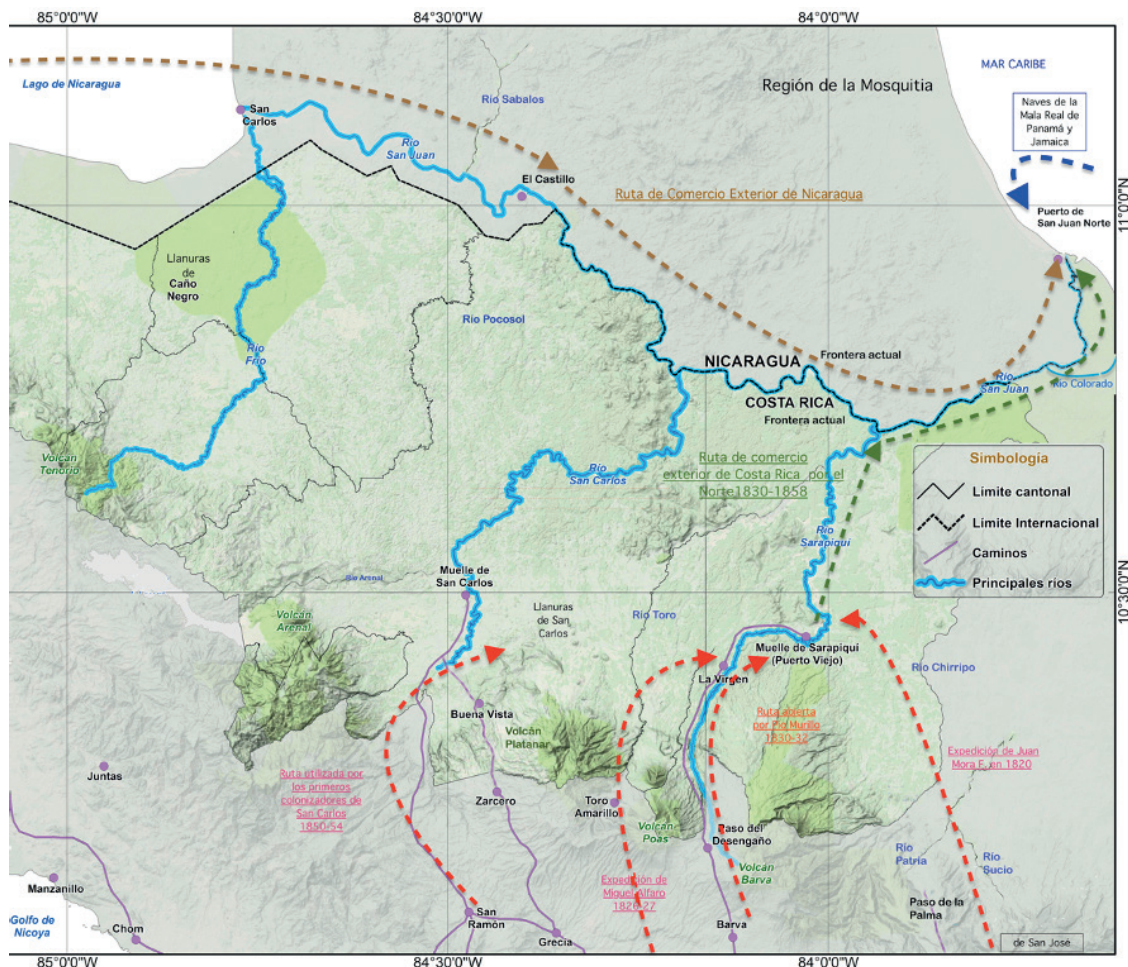 85°0'0"W
84°30'0"W
84°0'0"W
Lago de Nicaragua
San
Carlos
Río Sabalos
Región de la Mosquitia
MAR CARIBE
Naves de la
Mala Real de
Panamá y
Jamaica
Río
San Juan
El Castillo
Ruta de Comercio Exterior de Nicaragua
Puerto de
San Juan Norte
11°0'0"N
Llanuras
de
Caño
Negro
Río Pocosol
Río
Frío
NICARAGUA
Frontera actual
COSTA RICA
Frontera actual
Río
San Juan
Río Colorado
Volcán
Tenorio
Río
San Carlos
Ruta de comercio
exterior de Costa Rica por el
Norte1830-1858
Simbología
Limite cantonal
Limite Internacional
Caminos
Principales ríos
Río
Sarapiquí
Muelle de
San Carlos
Río Arenal
Volcán
Arenal
Llanuras
de San
Carlos
Río Toro
10°30'0"N
Muelle de Sarapiquí
(Puerto Viejo)
La Virgen
Río Chirripo
Buena Vista
Volcán
Platanar
Ruta abierta
por Pío Murillo
1830-32
Expedición de Juan
Mora F. en 1820
Juntas
Ruta utilizada por
los primeros
colonizadores de
San Carlos
1850-54
Zarcero
Toro
Amarillo
Volcán
Poas
Paso del
Desengaño
Volcán
Barva
Río
Patria
Río
Sucio
Manzanillo
Expedición de
Miguel Alfaro
1826-27
Paso de la
Palma
Golfo de
Nicoya
Chom
San
Ramón
Grecia
Barva
de San José
85°0'0"W
84°30'0"W
84°0'0"W